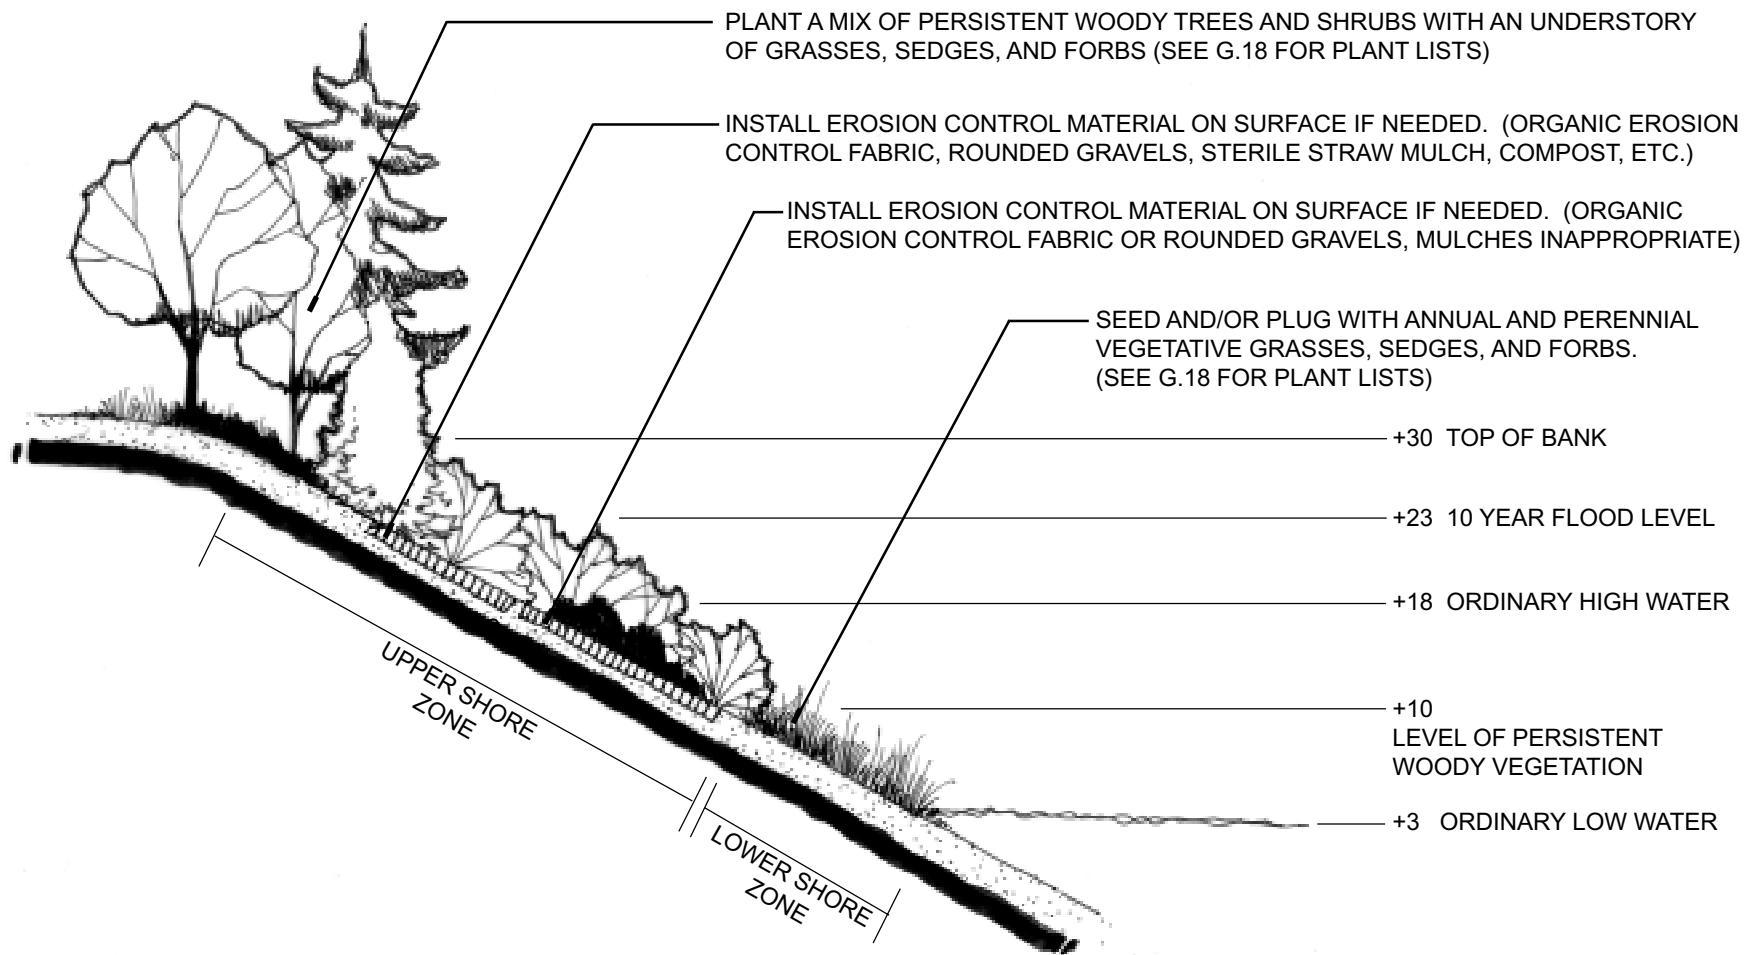 PLANT A MIX OF PERSISTENT WOODY TREES AND SHRUBS WITH AN UNDERSTORY
OF GRASSES, SEDGES, AND FORBS (SEE G.18 FOR PLANT LISTS)
INSTALL EROSION CONTROL MATERIAL ON SURFACE IF NEEDED. (ORGANIC EROSION
CONTROL FABRIC, ROUNDED GRAVELS, STERILE STRAW MULCH, COMPOST, ETC.)
INSTALL EROSION CONTROL MATERIAL ON SURFACE IF NEEDED. (ORGANIC
EROSION CONTROL FABRIC OR ROUNDED GRAVELS, MULCHES INAPPROPRIATE)
SEED AND/OR PLUG WITH ANNUAL AND PERENNIAL
VEGETATIVE GRASSES, SEDGES, AND FORBS.
(SEE G.18 FOR PLANT LISTS)
+30 TOP OF BANK
+23 10 YEAR FLOOD LEVEL
+18 ORDINARY HIGH WATER
+10
LEVEL OF PERSISTENT
WOODY VEGETATION
+3 ORDINARY LOW WATER
UPPER SHORE
ZONE
LOWER SHORE
ZONE